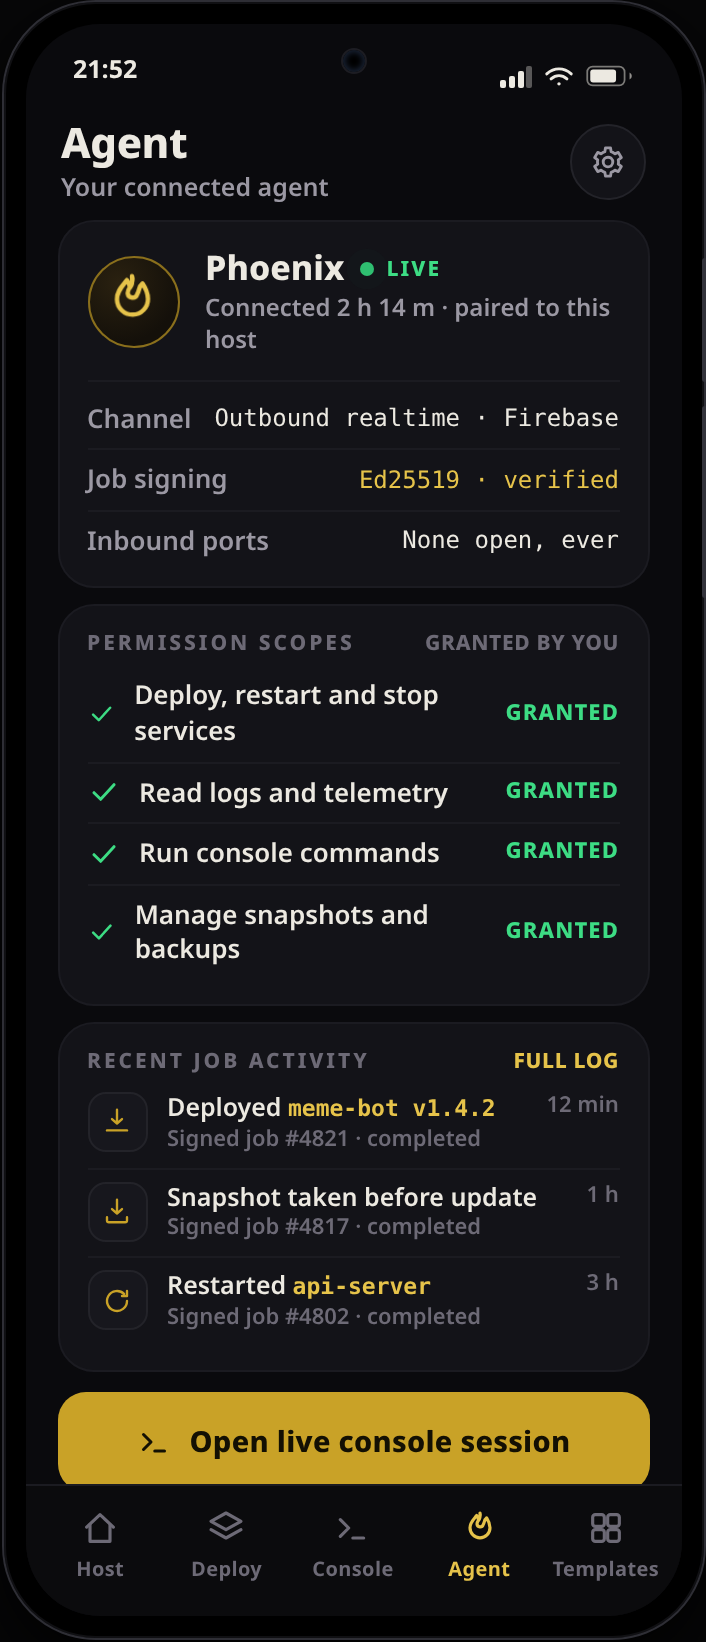 21:52
Agent
Your connected agent
Phoenix LIVE
Connected 2 h 14 m · paired to this
host
Channel Outbound realtime · Firebase
Job signing Ed25519 · verified
Inbound ports None open, ever
PERMISSION SCOPES GRANTED BY YOU
Deploy, restart and stop
services
GRANTED
Read logs and telemetry GRANTED
Run console commands GRANTED
Manage snapshots and
backups
GRANTED
RECENT JOB ACTIVITY FULL LOG
Deployed meme-bot v1.4.2 12 min
Signed job #4821 · completed
Snapshot taken before update 1 h
Signed job #4817 · completed
Restarted api-server 3 h
Signed job #4802 · completed
Open live console session
Host Deploy Console Agent Templates